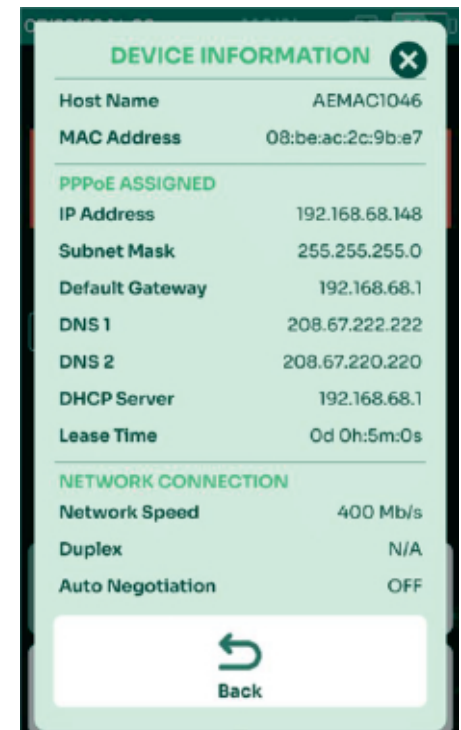 DEVICE INFORMATION
Host Name AEMAC1046
MAC Address 08:be:ac:2c:9b:e7
PPPoE ASSIGNED
IP Address 192.168.68.148
Subnet Mask 255.255.255.0
Default Gateway 192.168.68.1
DNS 1 208.67.222.222
DNS 2 208.67.220.220
DHCP Server 192.168.68.1
Lease Time 0d 0h:5m:0s
NETWORK CONNECTION
Network Speed 400 Mb/s
Duplex N/A
Auto Negotiation OFF
Back